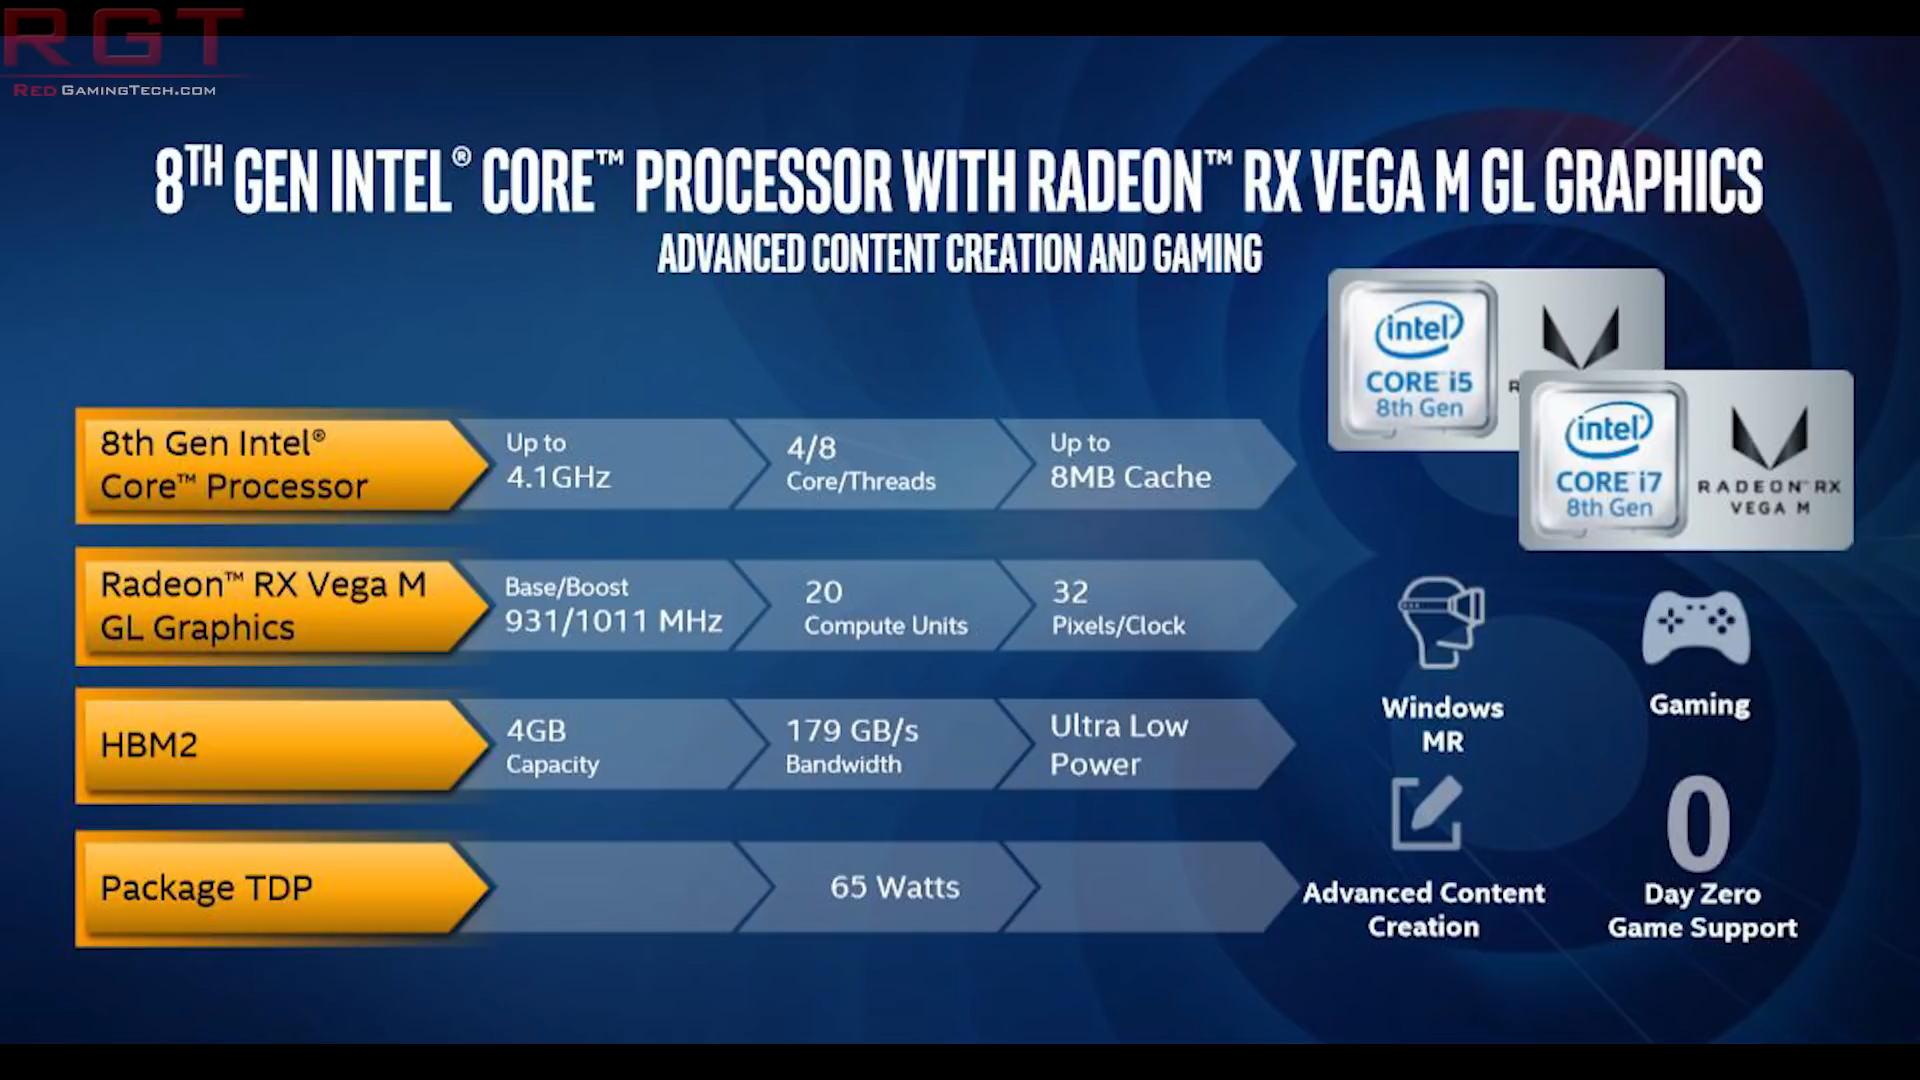 RGT
RED GAMINGTECH.COM
8TH GEN INTEL® CORE™ PROCESSOR WITH RADEON™ RX VEGA M GL GRAPHICS
ADVANCED CONTENT CREATION AND GAMING
intel®
CORE™ i5
8th Gen
intel®
CORE™ i7
8th Gen
RADEON™ RX
VEGA M
8th Gen Intel®
Core™ Processor
Up to
4.1GHz
4/8
Core/Threads
Up to
8MB Cache
Radeon™ RX Vega M
GL Graphics
Base/Boost
931/1011 MHz
20
Compute Units
32
Pixels/Clock
HBM2
4GB
Capacity
179 GB/s
Bandwidth
Ultra Low
Power
Package TDP
65 Watts
Windows
MR
Gaming
Advanced Content
Creation
0
Day Zero
Game Support